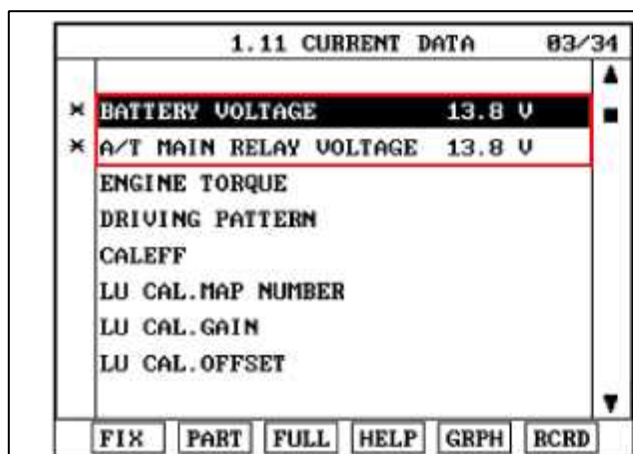 1.11 CURRENT DATA 03/34
* BATTERY VOLTAGE 13.8 V
* A/T MAIN RELAY VOLTAGE 13.8 V
ENGINE TORQUE
DRIVING PATTERN
CALEFF
LU CAL.MAP NUMBER
LU CAL.GAIN
LU CAL.OFFSET
FIX PART FULL HELP GRPH RCRD